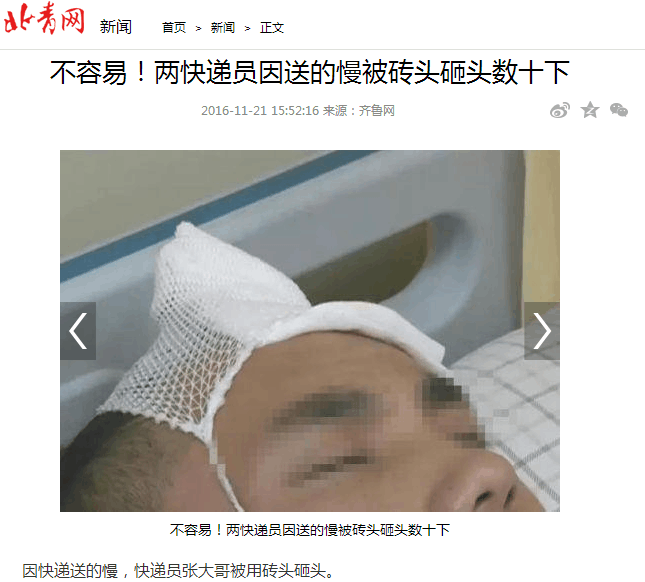 北青网 新闻 首页 > 新闻 > 正文
不容易！两快递员因送的慢被砖头砸头数十下
2016-11-21 15:52:16 来源：齐鲁网
不容易！两快递员因送的慢被砖头砸头数十下
因快递送的慢，快递员张大哥被用砖头砸头。